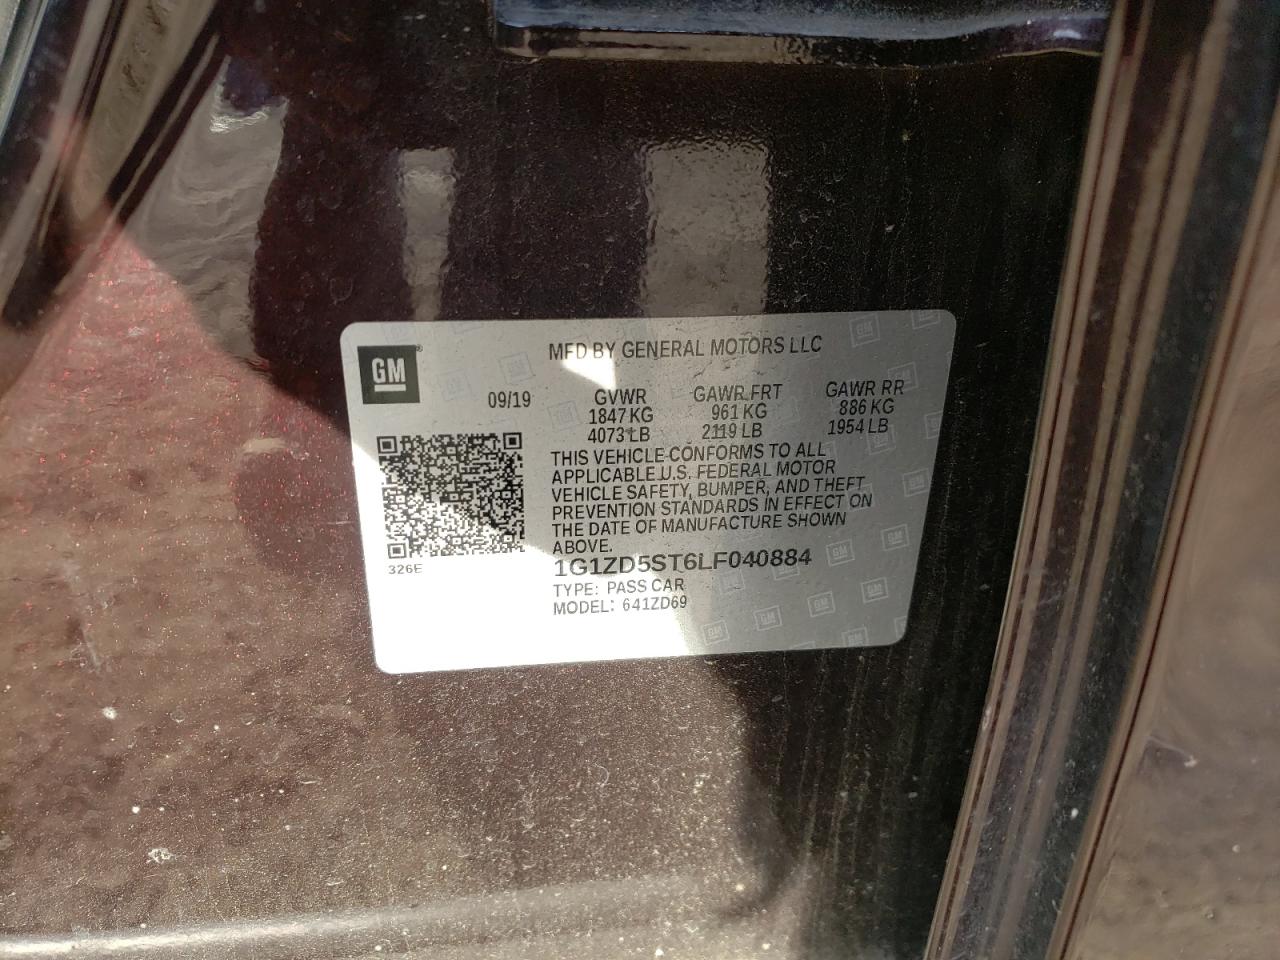 GM
MFD BY GENERAL MOTORS LLC
09/19 GVWR GAWR FRT GAWR RR
1847 KG 961 KG 886 KG
4073 LB 2119 LB 1954 LB
THIS VEHICLE CONFORMS TO ALL
APPLICABLE U.S. FEDERAL MOTOR
VEHICLE SAFETY, BUMPER, AND THEFT
PREVENTION STANDARDS IN EFFECT ON
THE DATE OF MANUFACTURE SHOWN
ABOVE.
326E
1G1ZD5ST6LF040884
TYPE: PASS CAR
MODEL: 641ZD69